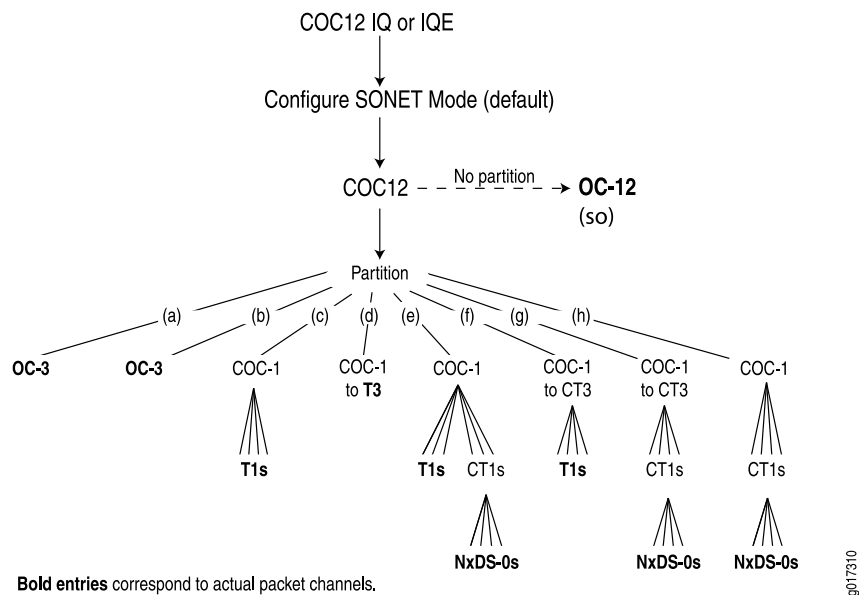 COC12 IQ or IQE
Configure SONET Mode (default)
COC12
No partition
OC-12
(so)
Partition
(a)
(b)
(c)
(d)
(e)
(f)
(g)
(h)
OC-3
OC-3
COC-1
COC-1
to T3
COC-1
COC-1
to CT3
COC-1
to CT3
COC-1
T1s
T1s
CT1s
T1s
CT1s
CT1s
NxDS-0s
NxDS-0s
NxDS-0s
Bold entries correspond to actual packet channels.
g017310